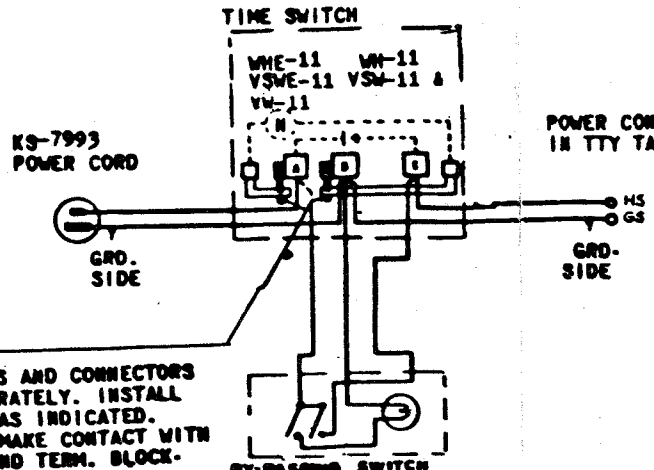 TIME SWITCH
WHE-11 WH-11
VSWE-11 VSW-11 &
VW-11
M
KS-7993
POWER CORD
POWER CON
IN TTY TA
A
B
C
HS
GS
GRD.
SIDE
GRD-
SIDE
S AND CONNECTORS
RATELY. INSTALL
AS INDICATED.
MAKE CONTACT WITH
ND TERM. BLOCK-
SWITCH